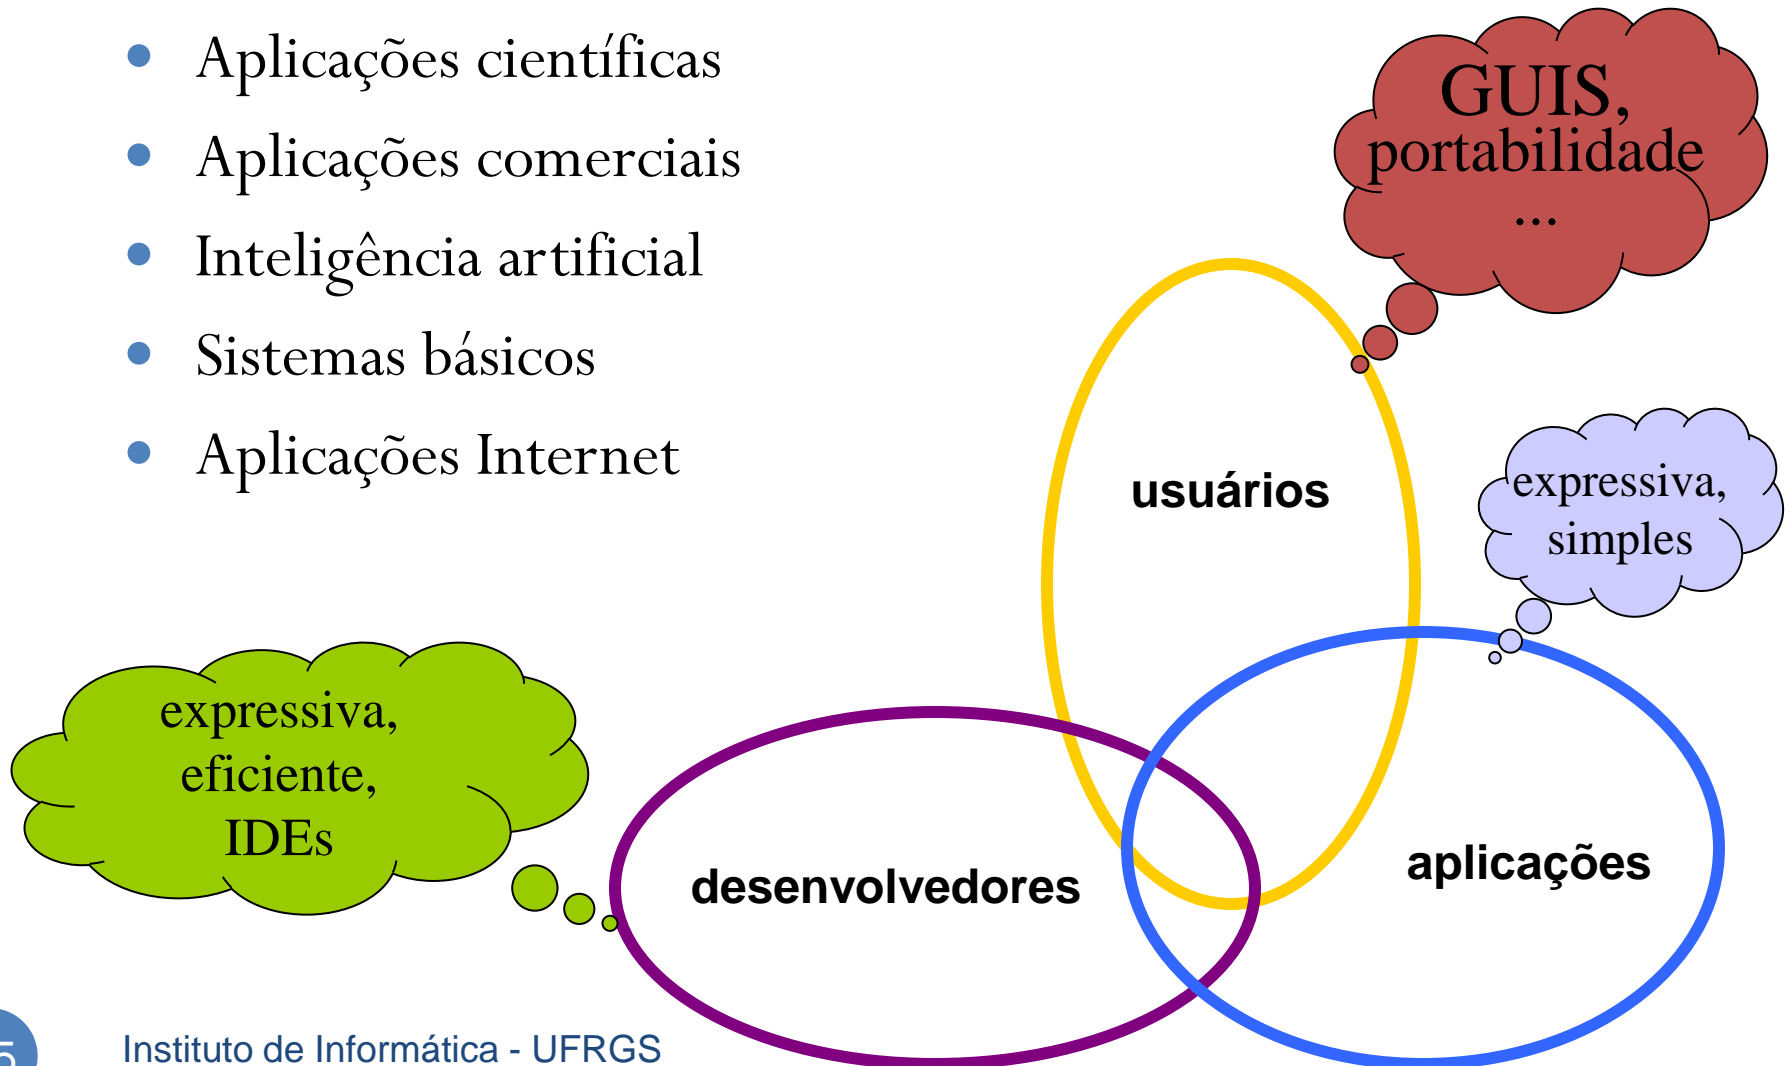 Aplicações científicas
Aplicações comerciais
Inteligência artificial
Sistemas básicos
Aplicações Internet
GUIS,
portabilidade
...
usuários
expressiva,
simples
expressiva,
eficiente,
IDEs
desenvolvedores
aplicações
Instituto de Informática - UFRGS